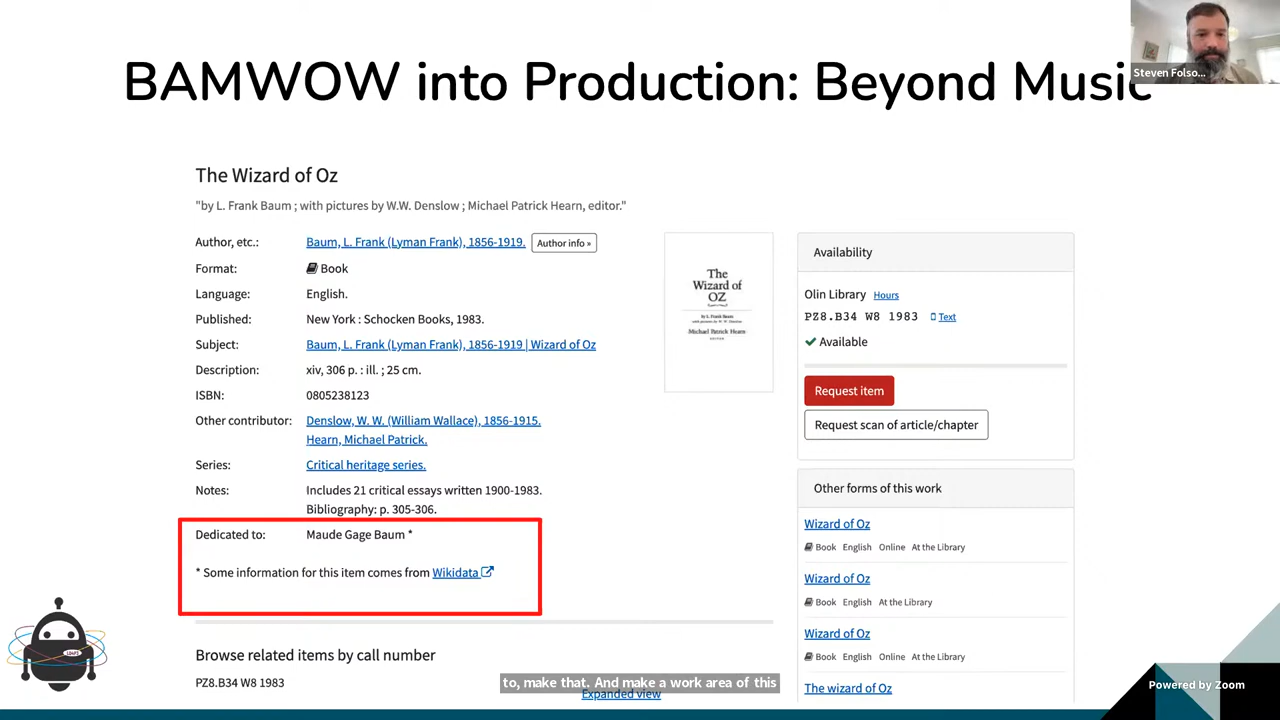 BAMWOW into Production: Beyond Music
Steven Folso...
The Wizard of Oz
"by L. Frank Baum ; with pictures by W.W. Denslow ; Michael Patrick Hearn, editor."
Author, etc.: Baum, L. Frank (Lyman Frank), 1856-1919. Author info »
Format: Book
Language: English.
Published: New York : Schocken Books, 1983.
Subject: Baum, L. Frank (Lyman Frank), 1856-1919 | Wizard of Oz
Description: xiv, 306 p. : ill. ; 25 cm.
ISBN: 0805238123
Other contributor: Denslow, W. W. (William Wallace), 1856-1915.
Hearn, Michael Patrick.
Series: Critical heritage series.
Notes: Includes 21 critical essays written 1900-1983.
Bibliography: p. 305-306.
Dedicated to: Maude Gage Baum *
* Some information for this item comes from Wikidata
Browse related items by call number
PZ8.B34 W8 1983
Expanded view
The
Wizard of
OZ
by L. Frank Baum
with pictures by W. W. Denslow
Michael Patrick Hearn
EDITOR
Availability
Olin Library Hours
PZ8.B34 W8 1983 Text
Available
Request item
Request scan of article/chapter
Other forms of this work
Wizard of Oz
Book English Online At the Library
Wizard of Oz
Book English At the Library
Wizard of Oz
Book English Online At the Library
The wizard of Oz
to, make that. And make a work area of this
Powered by Zoom